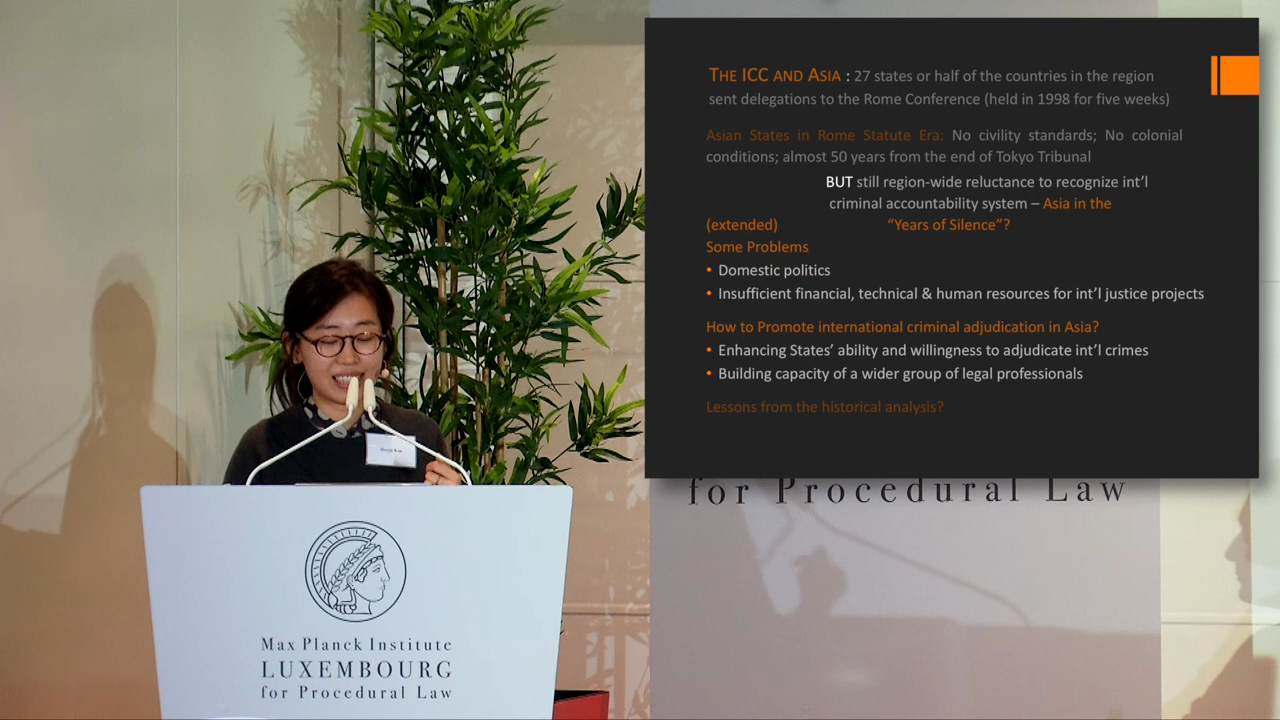 THE ICC AND ASIA : 27 states or half of the countries in the region
sent delegations to the Rome Conference (held in 1998 for five weeks)
Asian States in Rome Statute Era: No civility standards; No colonial
conditions; almost 50 years from the end of Tokyo Tribunal
BUT still region-wide reluctance to recognize int’l
criminal accountability system – Asia in the
(extended) “Years of Silence”?
Some Problems
• Domestic politics
• Insufficient financial, technical & human resources for int’l justice projects
How to Promote international criminal adjudication in Asia?
• Enhancing States’ ability and willingness to adjudicate int’l crimes
• Building capacity of a wider group of legal professionals
Lessons from the historical analysis?
for Procedural Law
Max Planck Institute
LUXEMBOURG
for Procedural Law